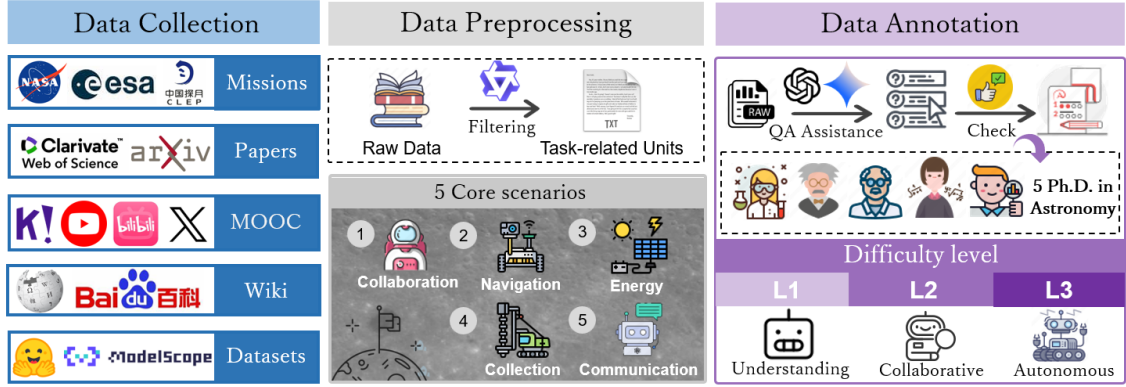 Data Collection
NASA
esa
中国探月
CLEP
Missions
Clarivate™
Web of Science
arXiv
Papers
K!
bilibili
X
MOOC
Bai du 百科
Wiki
ModelScope
Datasets
Data Preprocessing
Filtering
TXT
Raw Data
Task-related Units
5 Core scenarios
1
Collaboration
2
Navigation
3
Energy
4
Collection
5
Communication
Data Annotation
RAW
QA Assistance
Check
5 Ph.D. in
Astronomy
Difficulty level
L1
L2
L3
Understanding
Collaborative
Autonomous